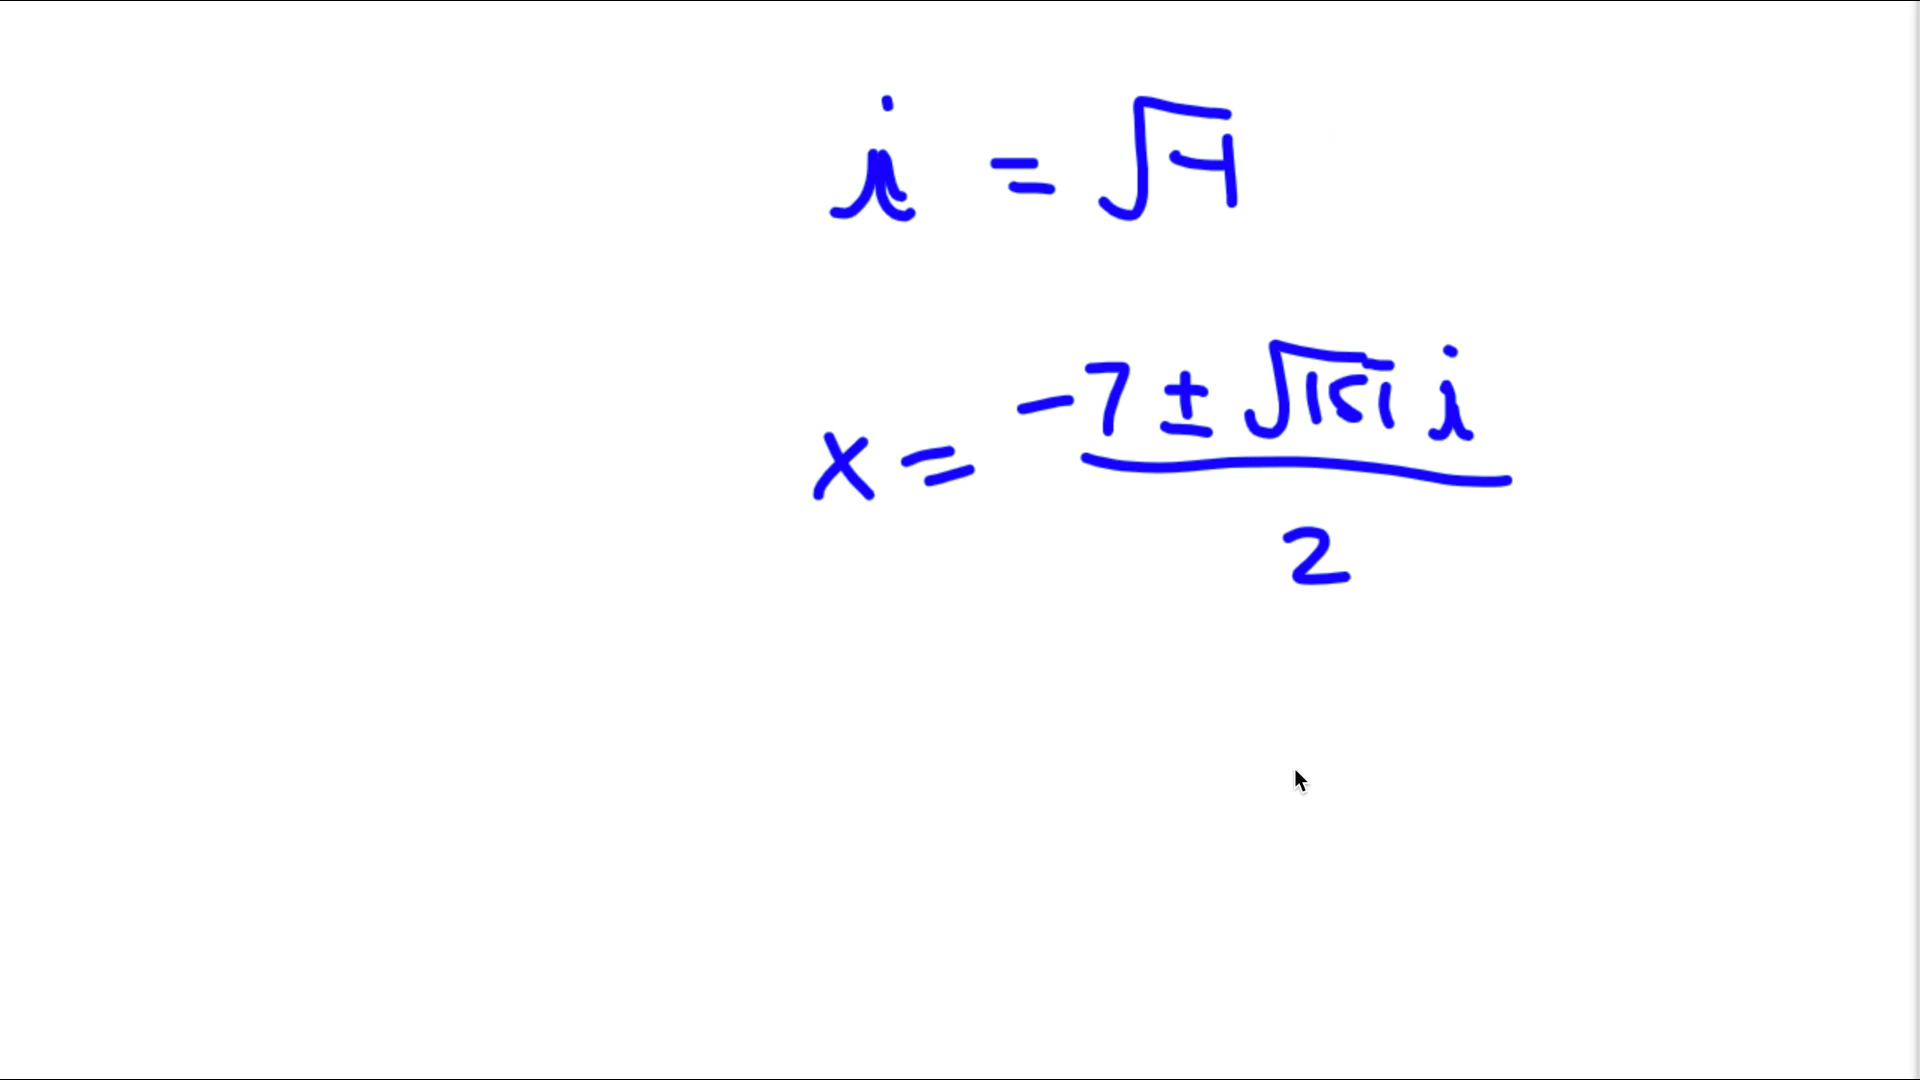 i = √-1
x = (-7 ± √151 i) / 2